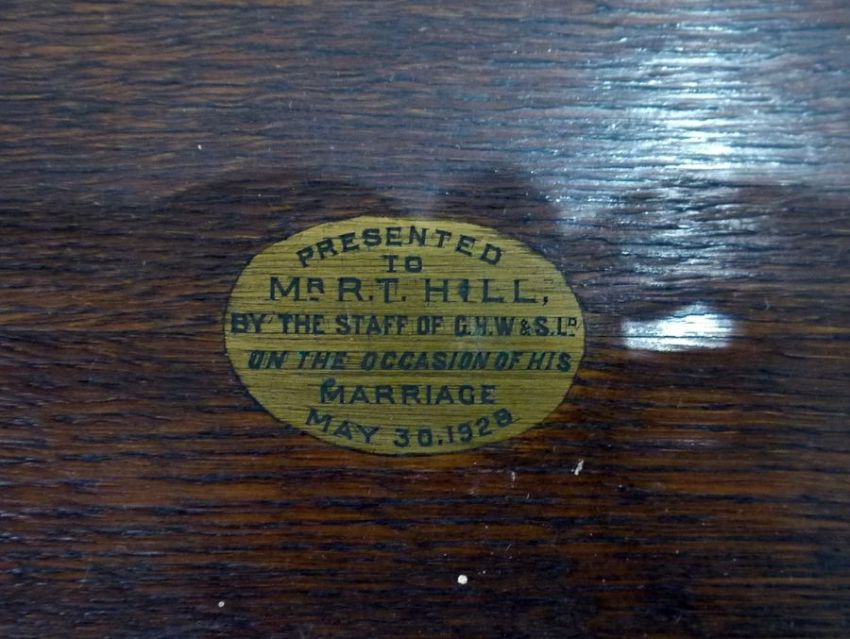 PRESENTED
TO
MR R.T. HILL,
BY THE STAFF OF G.H.W & S. LD
ON THE OCCASION OF HIS
MARRIAGE
MAY 30.1928